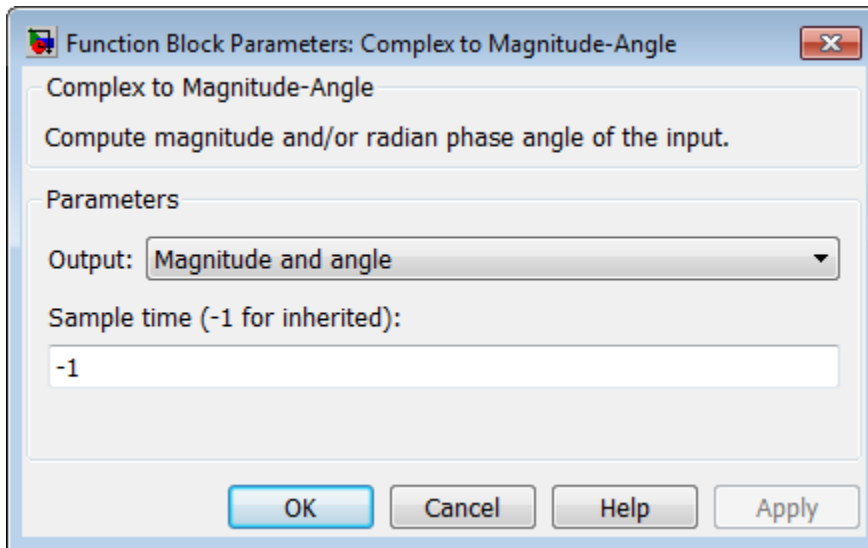 Function Block Parameters: Complex to Magnitude-Angle
Complex to Magnitude-Angle
Compute magnitude and/or radian phase angle of the input.
Parameters
Output: Magnitude and angle
Sample time (-1 for inherited):
-1
OK Cancel Help Apply